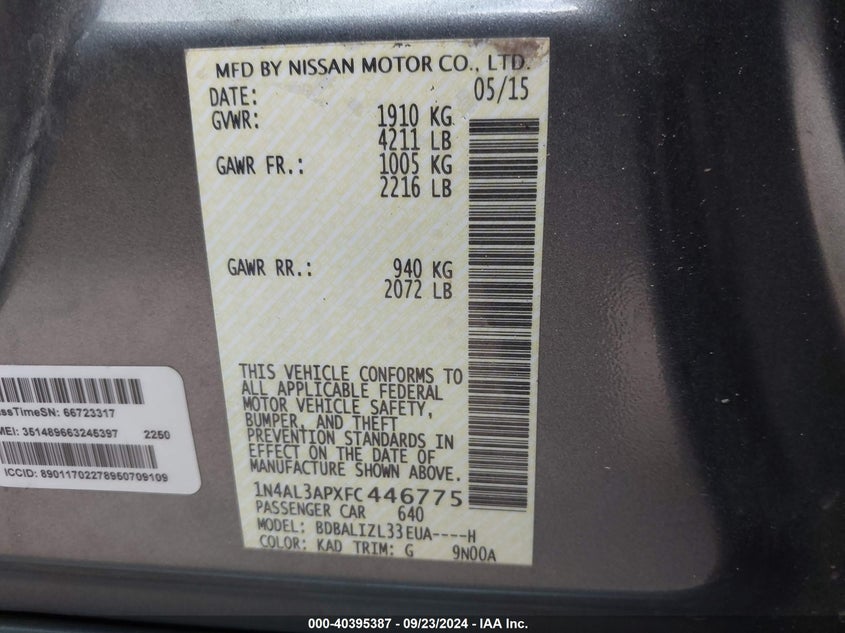 MFD BY NISSAN MOTOR CO., LTD.
DATE: 05/15
GVWR: 1910 KG
4211 LB
GAWR FR.: 1005 KG
2216 LB
GAWR RR.: 940 KG
2072 LB
THIS VEHICLE CONFORMS TO
ALL APPLICABLE FEDERAL
MOTOR VEHICLE SAFETY,
BUMPER, AND THEFT
PREVENTION STANDARDS IN
EFFECT ON THE DATE OF
MANUFACTURE SHOWN ABOVE.
1N4AL3APXFC446775
PASSENGER CAR 640
MODEL: BDBALIZL33EUA----H
COLOR: KAD TRIM: G 9N00A
ssTimeSN: 66723317
MEI: 351489663245397 2250
ICCID: 89011702278950709109
000-40395387 - 09/23/2024 - IAA Inc.